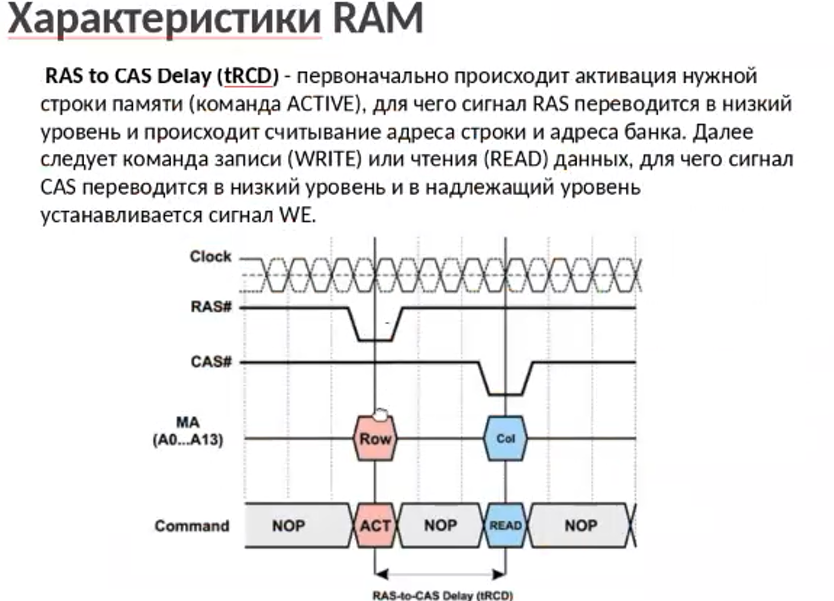 Характеристики RAM
RAS to CAS Delay (tRCD) - первоначально происходит активация нужной
строки памяти (команда ACTIVE), для чего сигнал RAS переводится в низкий
уровень и происходит считывание адреса строки и адреса банка. Далее
следует команда записи (WRITE) или чтения (READ) данных, для чего сигнал
CAS переводится в низкий уровень и в надлежащий уровень
устанавливается сигнал WE.
Clock
RAS#
CAS#
MA
(A0...A13)
Row
Col
Command
NOP
ACT
NOP
READ
NOP
RAS-to-CAS Delay (tRCD)